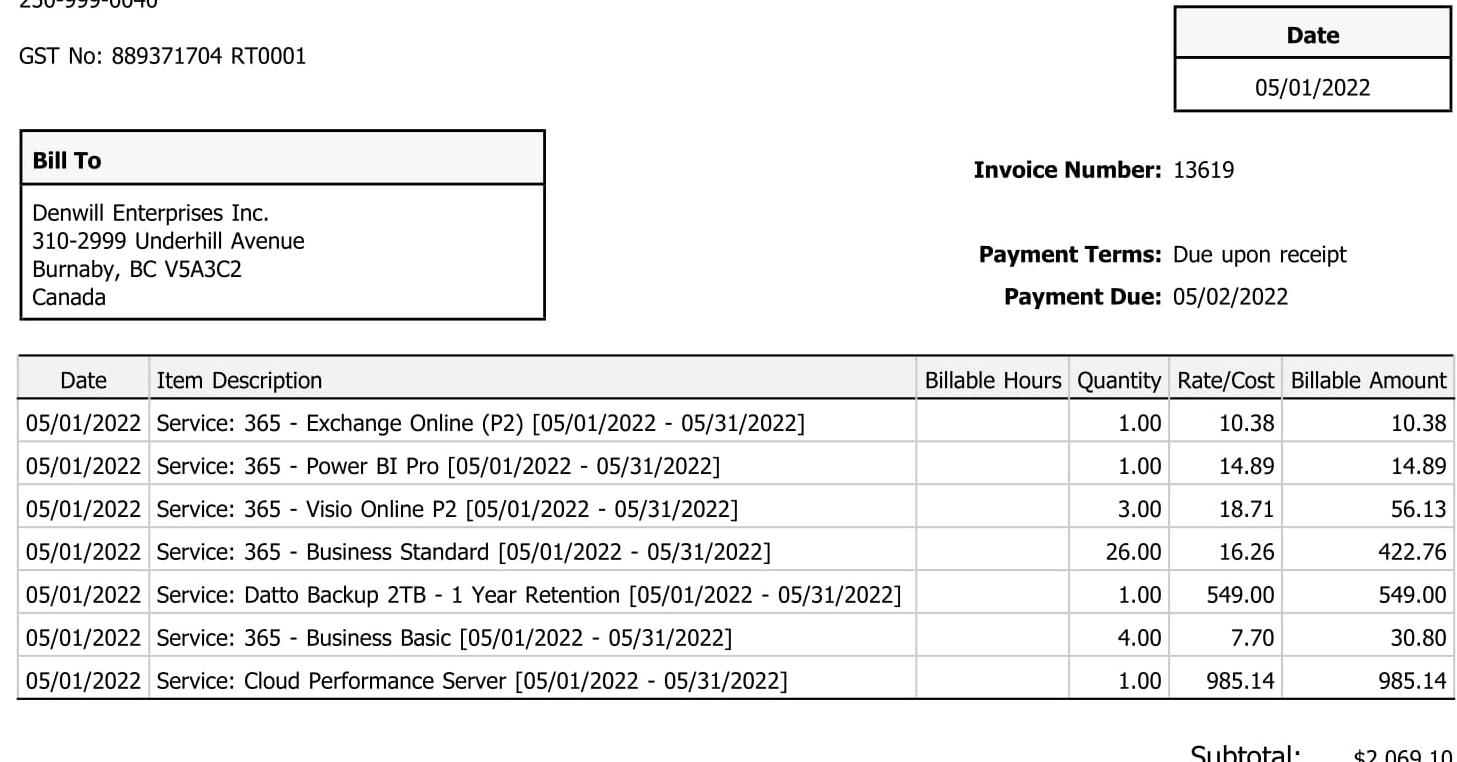 GST No: 889371704 RT0001
Date
05/01/2022
Bill To
Denwill Enterprises Inc.
310-2999 Underhill Avenue
Burnaby, BC V5A3C2
Canada
Invoice Number: 13619
Payment Terms: Due upon receipt
Payment Due: 05/02/2022
Date Item Description Billable Hours Quantity Rate/Cost Billable Amount
05/01/2022 Service: 365 - Exchange Online (P2) [05/01/2022 - 05/31/2022] 1.00 10.38 10.38
05/01/2022 Service: 365 - Power BI Pro [05/01/2022 - 05/31/2022] 1.00 14.89 14.89
05/01/2022 Service: 365 - Visio Online P2 [05/01/2022 - 05/31/2022] 3.00 18.71 56.13
05/01/2022 Service: 365 - Business Standard [05/01/2022 - 05/31/2022] 26.00 16.26 422.76
05/01/2022 Service: Datto Backup 2TB - 1 Year Retention [05/01/2022 - 05/31/2022] 1.00 549.00 549.00
05/01/2022 Service: 365 - Business Basic [05/01/2022 - 05/31/2022] 4.00 7.70 30.80
05/01/2022 Service: Cloud Performance Server [05/01/2022 - 05/31/2022] 1.00 985.14 985.14
Subtotal: $2,069.10